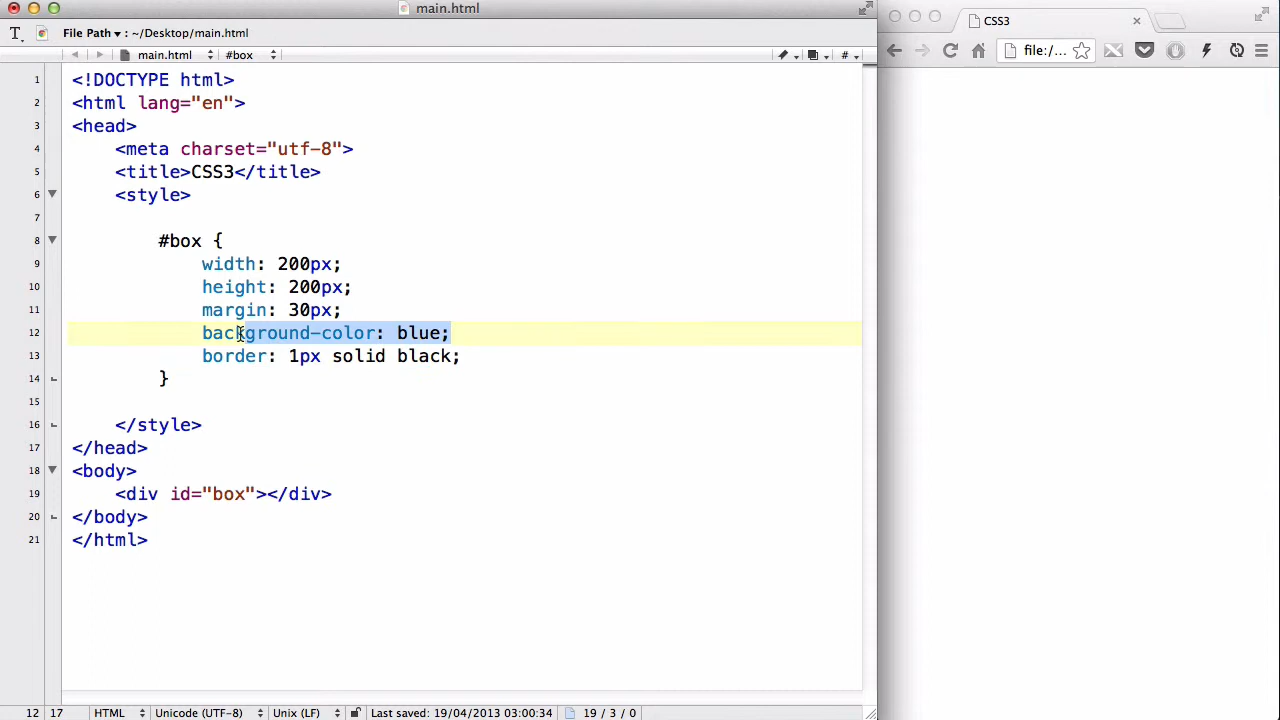 main.html
CSS3
File Path ▾ : ~/Desktop/main.html
file:/...
main.html
#box
#
1 <!DOCTYPE html>
2 <html lang="en">
3 <head>
4 <meta charset="utf-8">
5 <title>CSS3</title>
6 <style>
7
8 #box {
9 width: 200px;
10 height: 200px;
11 margin: 30px;
12 background-color: blue;
13 border: 1px solid black;
14 }
15
16 </style>
17 </head>
18 <body>
19 <div id="box"></div>
20 </body>
21 </html>
12 17 HTML Unicode (UTF-8) Unix (LF) Last saved: 19/04/2013 03:00:34 19 / 3 / 0